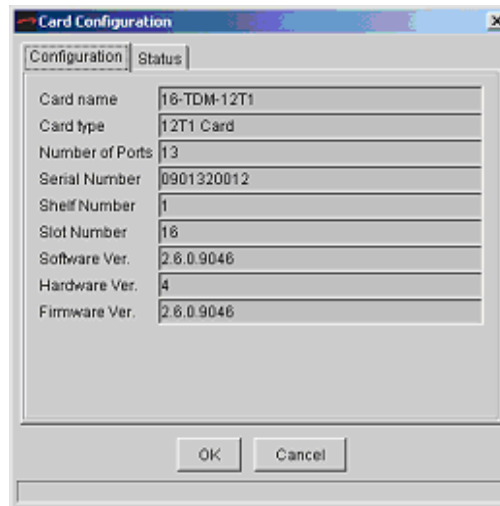 Card Configuration
Configuration Status
Card name 16-TDM-12T1
Card type 12T1 Card
Number of Ports 13
Serial Number 0901320012
Shelf Number 1
Slot Number 16
Software Ver. 2.6.0.9046
Hardware Ver. 4
Firmware Ver. 2.6.0.9046
OK Cancel